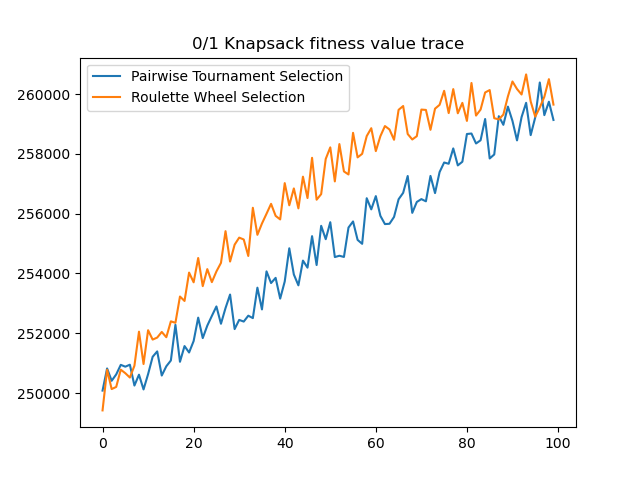 0/1 Knapsack fitness value trace
Pairwise Tournament Selection
Roulette Wheel Selection
260000
258000
256000
254000
252000
250000
0 20 40 60 80 100